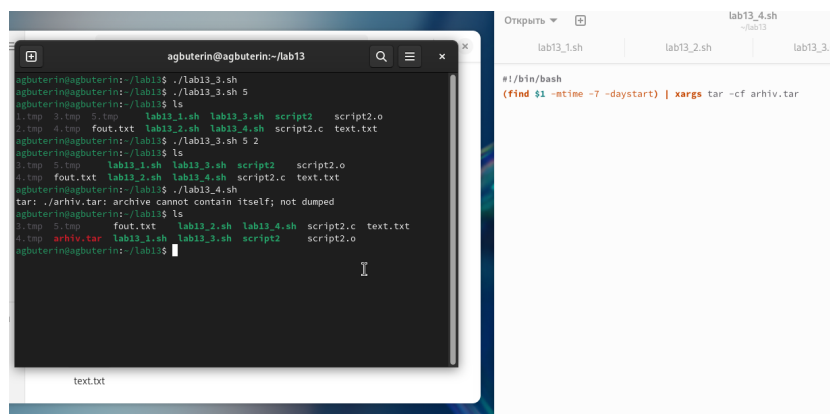 agbuterin@agbuterin:~/lab13
agbuterin@agbuterin:~/lab13$ ./lab13_3.sh
agbuterin@agbuterin:~/lab13$ ./lab13_3.sh 5
agbuterin@agbuterin:~/lab13$ ls
1.tmp 3.tmp 5.tmp lab13_1.sh lab13_3.sh script2 script2.o
2.tmp 4.tmp fout.txt lab13_2.sh lab13_4.sh script2.c text.txt
agbuterin@agbuterin:~/lab13$ ./lab13_3.sh 5 2
agbuterin@agbuterin:~/lab13$ ls
3.tmp 5.tmp lab13_1.sh lab13_3.sh script2 script2.o
4.tmp fout.txt lab13_2.sh lab13_4.sh script2.c text.txt
agbuterin@agbuterin:~/lab13$ ./lab13_4.sh
tar: ./arhiv.tar: archive cannot contain itself; not dumped
agbuterin@agbuterin:~/lab13$ ls
3.tmp 5.tmp fout.txt lab13_2.sh lab13_4.sh script2.c text.txt
4.tmp arhiv.tar lab13_1.sh lab13_3.sh script2 script2.o
agbuterin@agbuterin:~/lab13$
text.txt
Открыть
lab13_4.sh
~/lab13
lab13_1.sh lab13_2.sh lab13_3.
#!/bin/bash
(find $1 -mtime -7 -daystart) | xargs tar -cf arhiv.tar